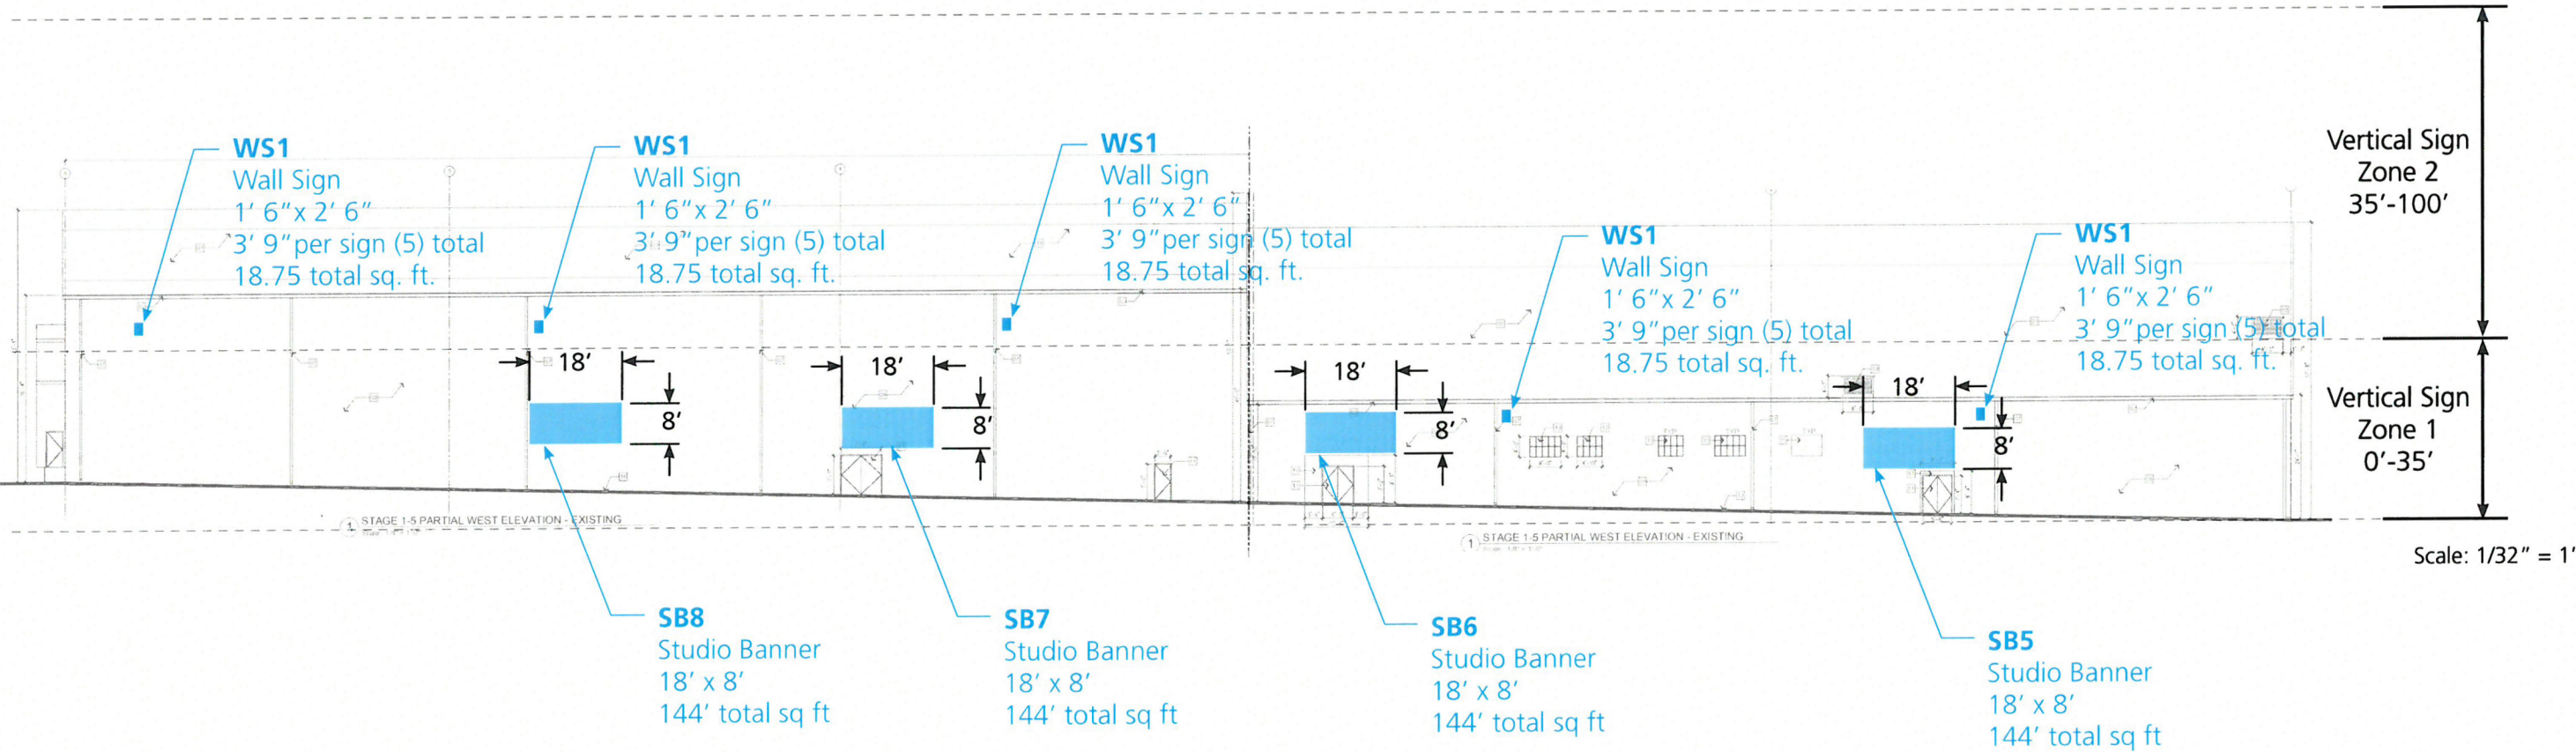 WS1
Wall Sign
1' 6"x 2' 6"
3' 9"per sign (5) total
18.75 total sq. ft.
WS1
Wall Sign
1' 6"x 2' 6"
3' 9"per sign (5) total
18.75 total sq. ft.
WS1
Wall Sign
1' 6"x 2' 6"
3' 9"per sign (5) total
18.75 total sq. ft.
WS1
Wall Sign
1' 6"x 2' 6"
3' 9"per sign (5) total
18.75 total sq. ft.
WS1
Wall Sign
1' 6"x 2' 6"
3' 9"per sign (5) total
18.75 total sq. ft.
Vertical Sign
Zone 2
35'-100'
18'
8'
18'
8'
18'
8'
18'
8'
Vertical Sign
Zone 1
0'-35'
1 STAGE 1-5 PARTIAL WEST ELEVATION - EXISTING
1 STAGE 1-5 PARTIAL WEST ELEVATION - EXISTING
Scale: 1/32" = 1'
SB8
Studio Banner
18' x 8'
144' total sq ft
SB7
Studio Banner
18' x 8'
144' total sq ft
SB6
Studio Banner
18' x 8'
144' total sq ft
SB5
Studio Banner
18' x 8'
144' total sq ft